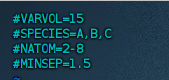 #VARVOL=15
#SPECIES=A,B,C
#NATOM=2-8
#MINSEP=1.5